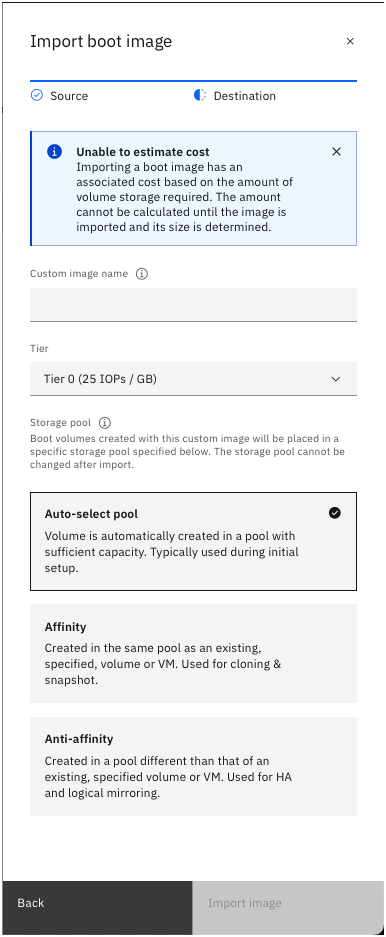 Import boot image
Source
Destination
Unable to estimate cost
Importing a boot image has an
associated cost based on the amount of
volume storage required. The amount
cannot be calculated until the image is
imported and its size is determined.
Custom image name
Tier
Tier 0 (25 IOPs / GB)
Storage pool
Boot volumes created with this custom image will be placed in a
specific storage pool specified below. The storage pool cannot be
changed after import.
Auto-select pool
Volume is automatically created in a pool with
sufficient capacity. Typically used during initial
setup.
Affinity
Created in the same pool as an existing,
specified, volume or VM. Used for cloning &
snapshot.
Anti-affinity
Created in a pool different than that of an
existing, specified volume or VM. Used for HA
and logical mirroring.
Back
Import image